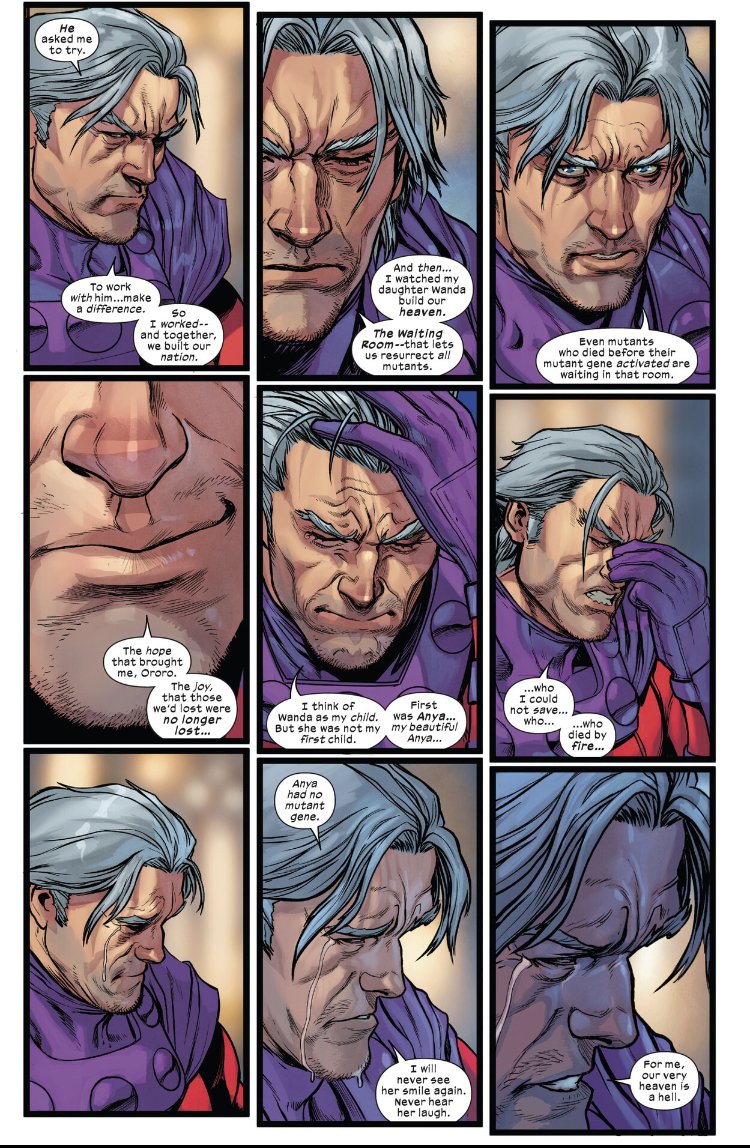 He
asked me
to try.
To work
with him...make
a difference.
So
I worked--
and together,
we built our
nation.
And then...
I watched my
daughter Wanda
build our
heaven.
The Waiting
Room--that lets
us resurrect all
mutants.
Even mutants
who died before their
mutant gene activated are
waiting in that room.
The hope
that brought
me, Ororo.
The joy,
that those
we'd lost were
no longer
lost...
I think of
Wanda as my child.
But she was not my
first child.
First
was Anya...
my beautiful
Anya...
...who
I could
not save...
who...
...who
died by
fire...
Anya
had no
mutant
gene.
I will
never see
her smile again.
Never hear
her laugh.
For me,
our very
heaven is
a hell.